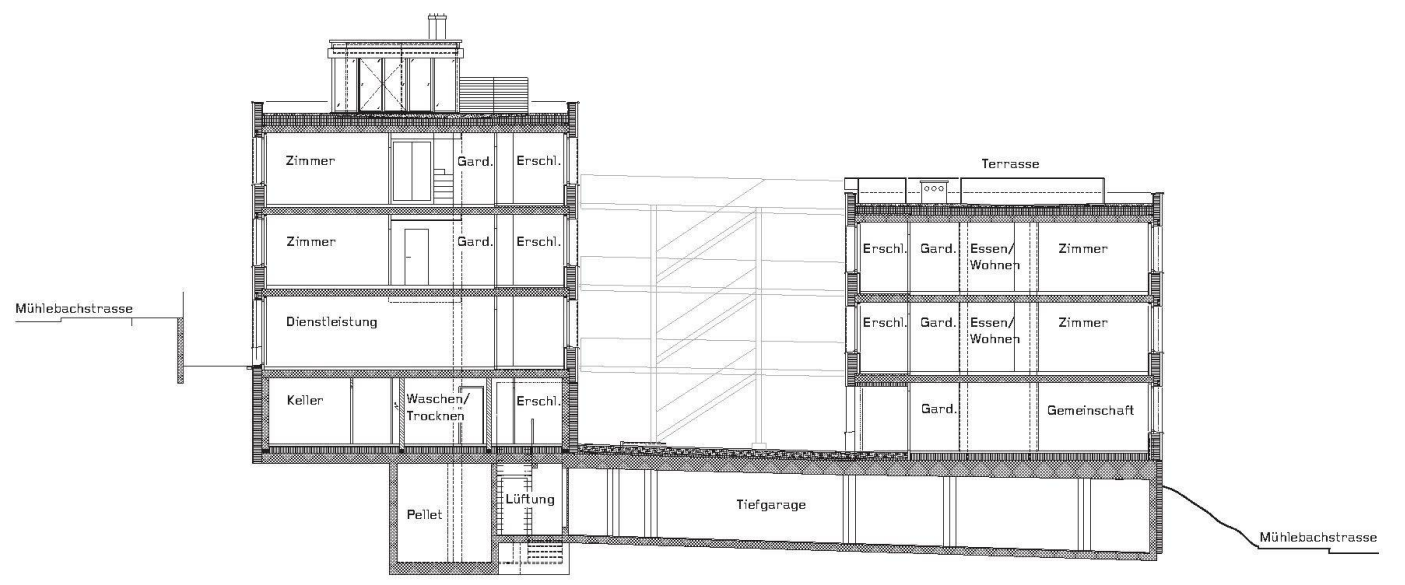 Terrasse
Zimmer
Gard.
Erschl.
Zimmer
Gard.
Erschl.
Erschl.
Gard.
Essen/
Wohnen
Zimmer
Mühlebachstrasse
Dienstleistung
Erschl.
Gard.
Essen/
Wohnen
Zimmer
Keller
Waschen/
Trocknen
Erschl.
Gard.
Gemeinschaft
Pellet
Lüftung
Tiefgarage
Mühlebachstrasse